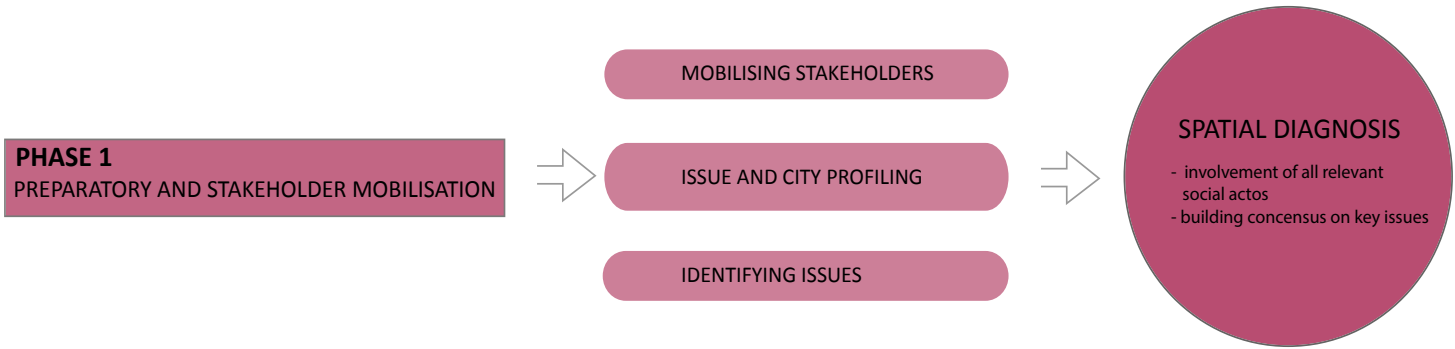 PHASE 1
PREPARATORY AND STAKEHOLDER MOBILISATION
MOBILISING STAKEHOLDERS
ISSUE AND CITY PROFILING
IDENTIFYING ISSUES
SPATIAL DIAGNOSIS
- involvement of all relevant
social actos
- building concensus on key issues